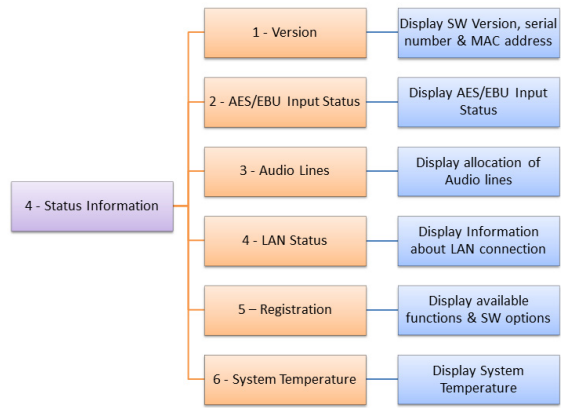 1 - Version
Display SW Version, serial
number & MAC address
2 - AES/EBU Input Status
Display AES/EBU Input
Status
3 - Audio Lines
Display allocation of
Audio lines
4 - Status Information
4 - LAN Status
Display Information
about LAN connection
5 – Registration
Display available
functions & SW options
6 - System Temperature
Display System
Temperature